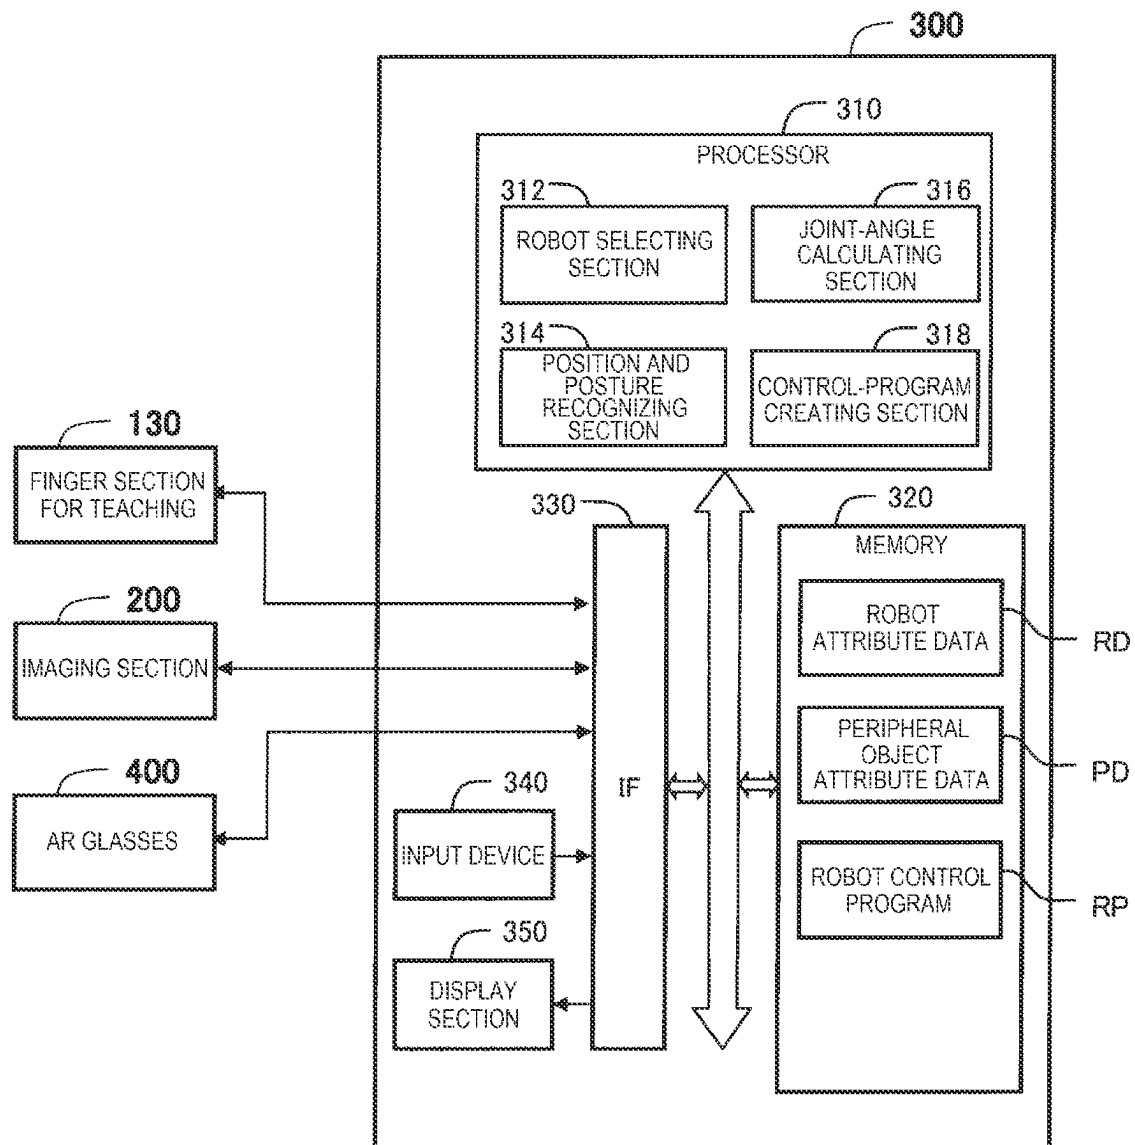 300
310
PROCESSOR
312
ROBOT SELECTING
SECTION
316
JOINT-ANGLE
CALCULATING
SECTION
314
POSITION AND
POSTURE
RECOGNIZING
SECTION
318
CONTROL-PROGRAM
CREATING SECTION
130
FINGER SECTION
FOR TEACHING
200
IMAGING SECTION
400
AR GLASSES
330
IF
340
INPUT DEVICE
350
DISPLAY
SECTION
320
MEMORY
ROBOT
ATTRIBUTE DATA
RD
PERIPHERAL
OBJECT
ATTRIBUTE DATA
PD
ROBOT CONTROL
PROGRAM
RP